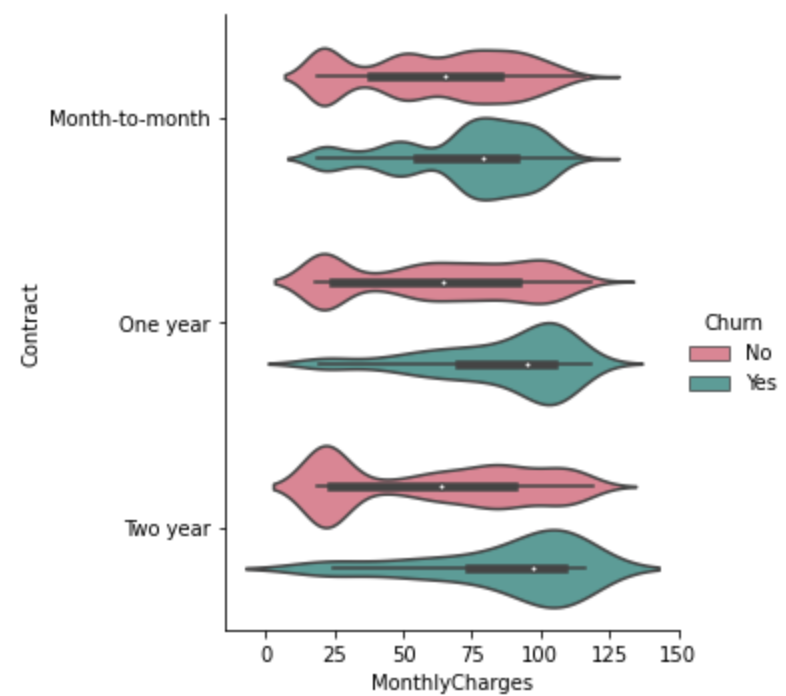 Month-to-month
One year
Two year
Contract
0 25 50 75 100 125 150
MonthlyCharges
Churn
No
Yes